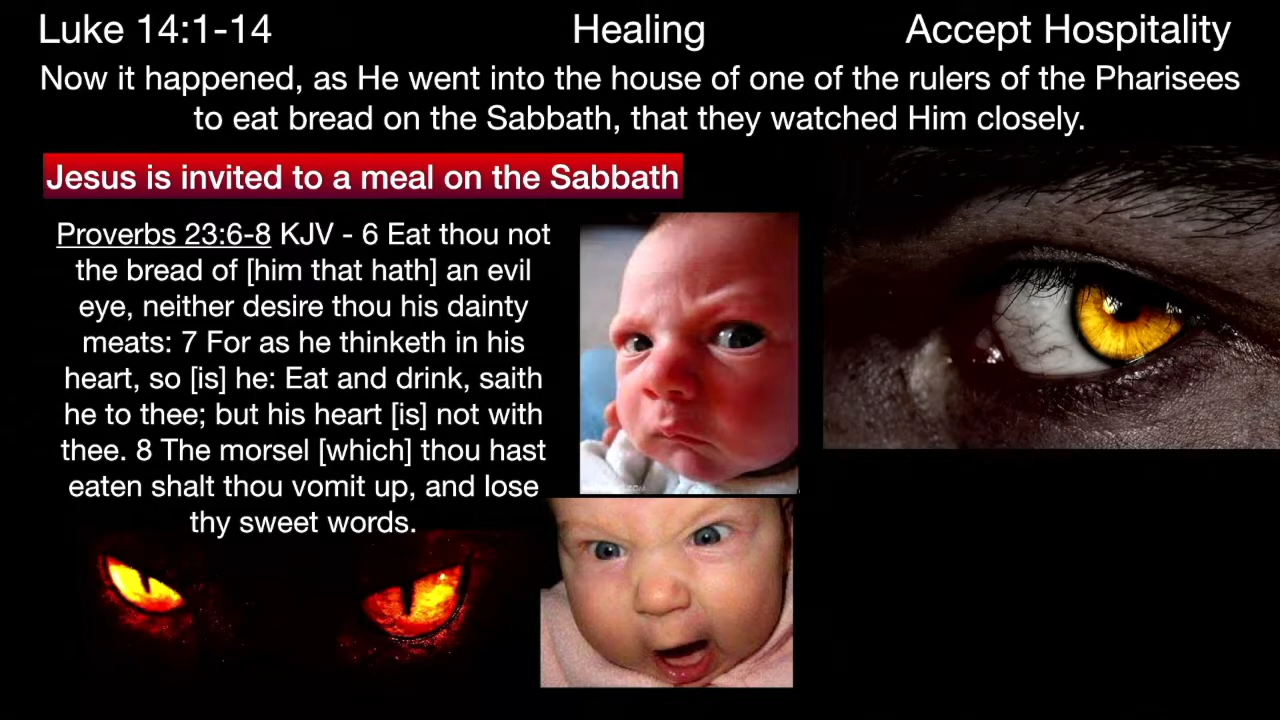 Luke 14:1-14 Healing Accept Hospitality
Now it happened, as He went into the house of one of the rulers of the Pharisees
to eat bread on the Sabbath, that they watched Him closely.
Jesus is invited to a meal on the Sabbath
Proverbs 23:6-8 KJV - 6 Eat thou not
the bread of [him that hath] an evil
eye, neither desire thou his dainty
meats: 7 For as he thinketh in his
heart, so [is] he: Eat and drink, saith
he to thee; but his heart [is] not with
thee. 8 The morsel [which] thou hast
eaten shalt thou vomit up, and lose
thy sweet words.